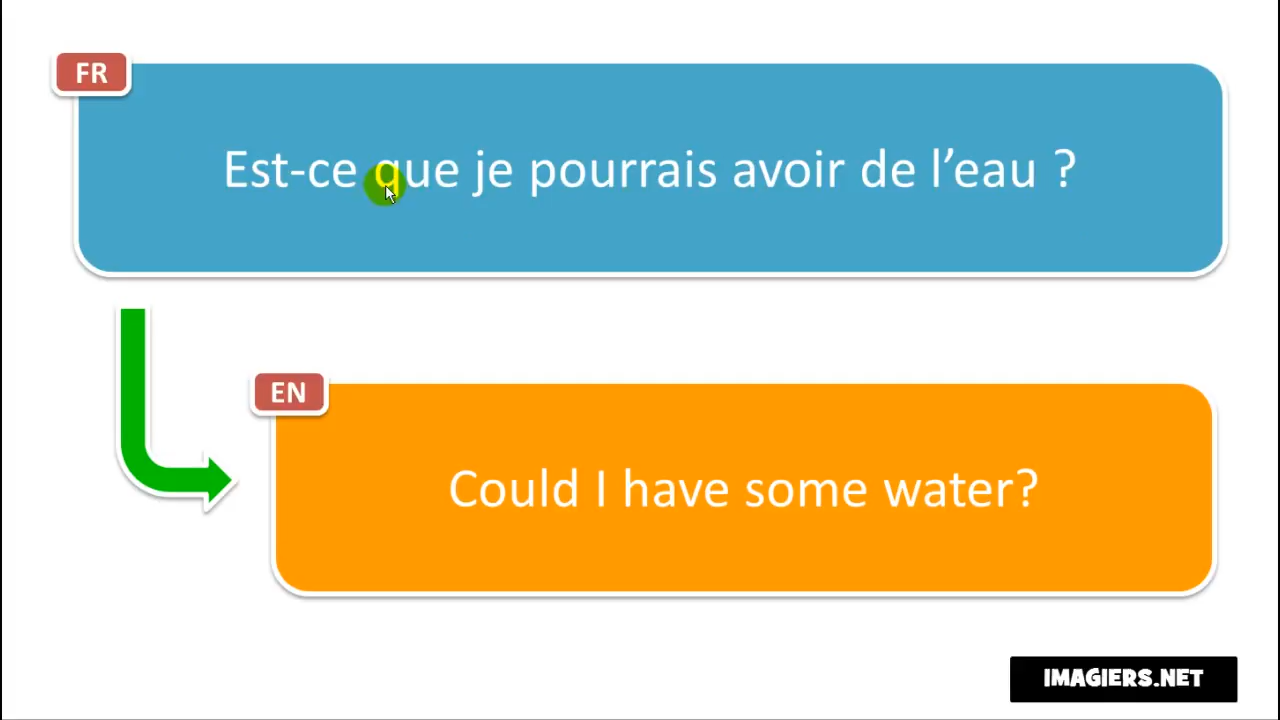 FR
Est-ce que je pourrais avoir de l’eau ?
EN
Could I have some water?
IMAGIERS.NET